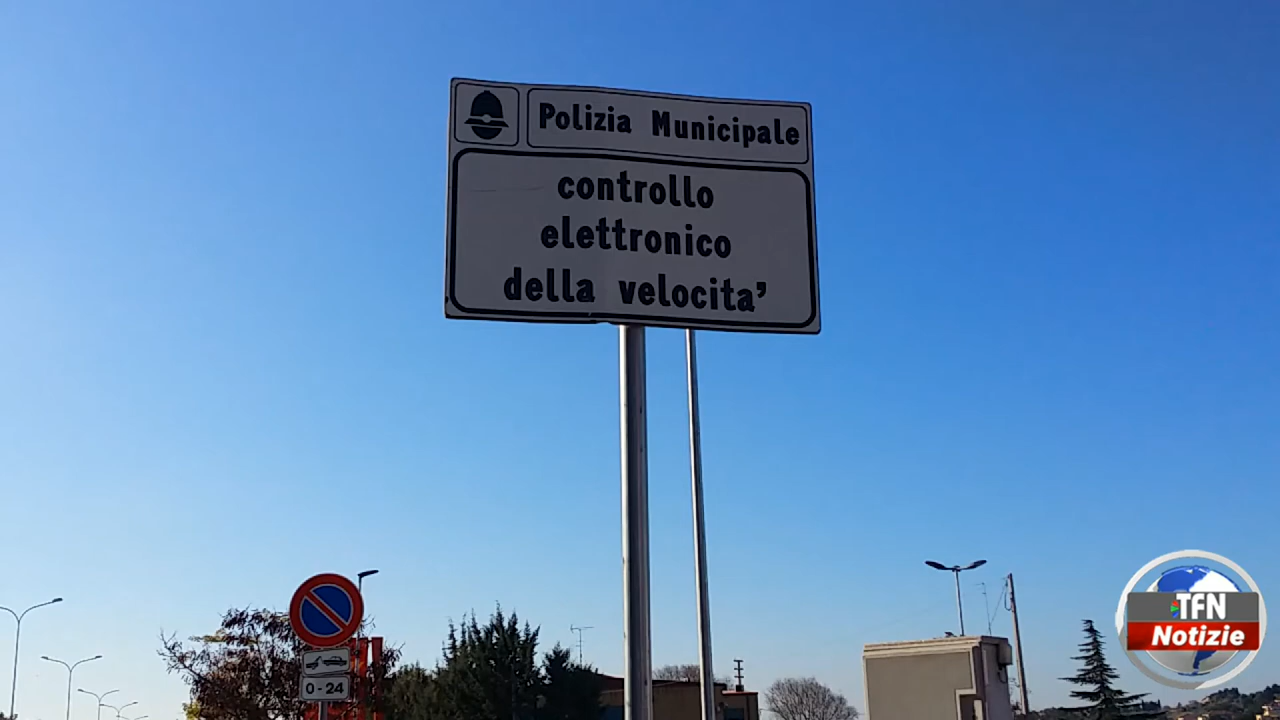 Polizia Municipale
controllo
elettronico
della velocita'
0-24
TFN
Notizie